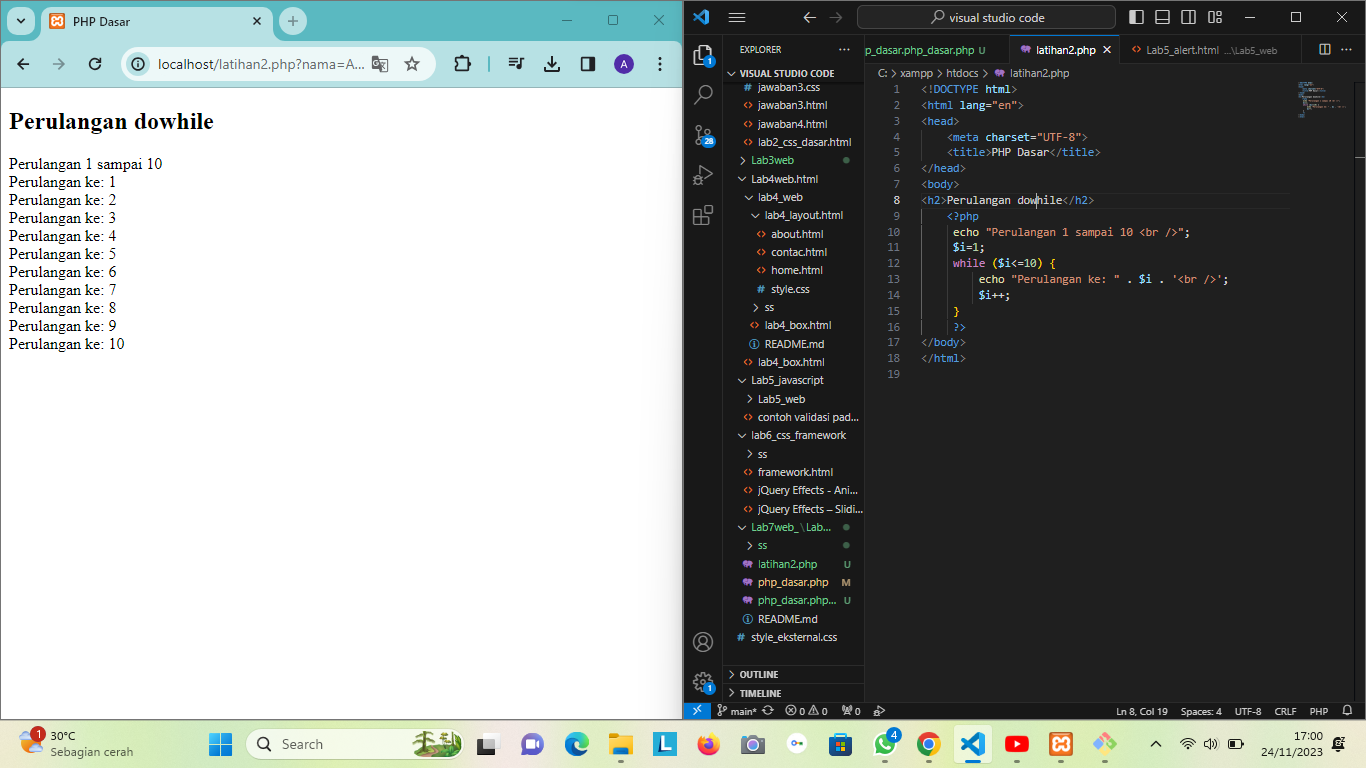 PHP Dasar
localhost/latihan2.php?nama=A...
A
Perulangan dowhile
Perulangan 1 sampai 10
Perulangan ke: 1
Perulangan ke: 2
Perulangan ke: 3
Perulangan ke: 4
Perulangan ke: 5
Perulangan ke: 6
Perulangan ke: 7
Perulangan ke: 8
Perulangan ke: 9
Perulangan ke: 10
visual studio code
1
28
1
EXPLORER
VISUAL STUDIO CODE
# jawaban3.css
<> jawaban3.html
<> jawaban4.html
<> lab2_css_dasar.html
Lab3web
Lab4web.html
lab4_web
lab4_layout.html
<> about.html
<> contac.html
<> home.html
# style.css
ss
<> lab4_box.html
README.md
<> lab4_box.html
Lab5_javascript
Lab5_web
<> contoh validasi pad...
lab6_css_framework
ss
<> framework.html
<> jQuery Effects - Ani...
<> jQuery Effects – Slidi...
Lab7web_\Lab...
ss
latihan2.php U
php_dasar.php M
php_dasar.php... U
README.md
# style_eksternal.css
OUTLINE
TIMELINE
p_dasar.php_dasar.php U
latihan2.php
<> Lab5_alert.html ...\Lab5_web
C: > xampp > htdocs > latihan2.php
1 <!DOCTYPE html>
2 <html lang="en">
3 <head>
4 <meta charset="UTF-8">
5 <title>PHP Dasar</title>
6 </head>
7 <body>
8 <h2>Perulangan dowhile</h2>
9 <?php
10 echo "Perulangan 1 sampai 10 <br />";
11 $i=1;
12 while ($i<=10) {
13 echo "Perulangan ke: " . $i . '<br />';
14 $i++;
15 }
16 ?>
17 </body>
18 </html>
19
main* 0 0 0 Ln 8, Col 19 Spaces: 4 UTF-8 CRLF PHP
1
30°C
Sebagian cerah
Search
L
4
17:00
24/11/2023